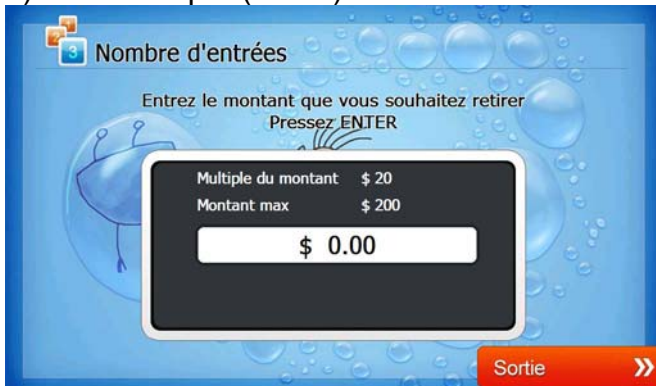 Nombre d'entrées
Entrez le montant que vous souhaitez retirer
Pressez ENTER
Multiple du montant $ 20
Montant max $ 200
$ 0.00
Sortie